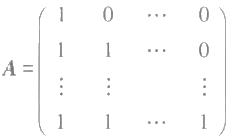 A = ( 1 0 ⋯ 0
1 1 ⋯ 0
⋮ ⋮ ⋮
1 1 ⋯ 1 )